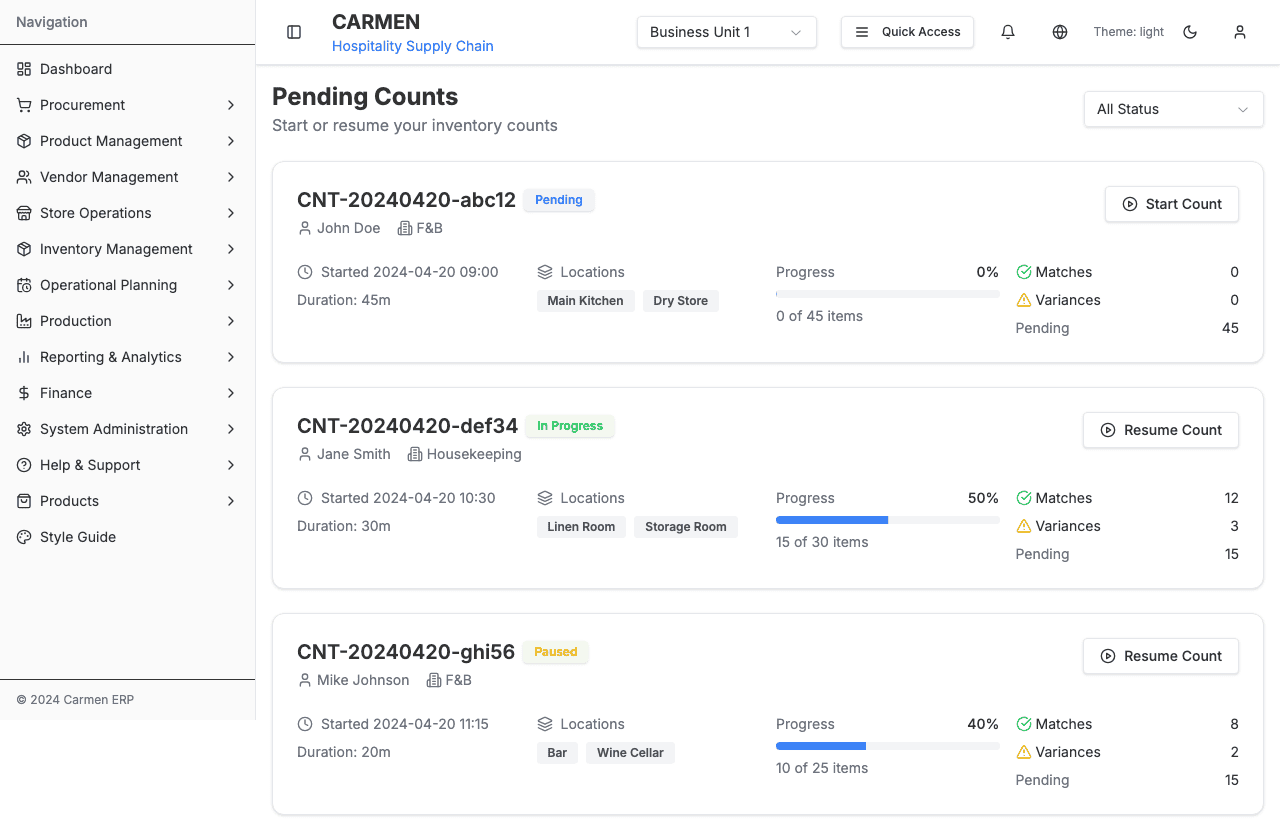 Navigation
Dashboard
Procurement
Product Management
Vendor Management
Store Operations
Inventory Management
Operational Planning
Production
Reporting & Analytics
Finance
System Administration
Help & Support
Products
Style Guide
© 2024 Carmen ERP
CARMEN
Hospitality Supply Chain
Business Unit 1
Quick Access
Theme: light
Pending Counts
Start or resume your inventory counts
All Status
CNT-20240420-abc12 Pending
John Doe F&B
Start Count
Started 2024-04-20 09:00
Duration: 45m
Locations
Main Kitchen Dry Store
Progress 0%
0 of 45 items
Matches 0
Variances 0
Pending 45
CNT-20240420-def34 In Progress
Jane Smith Housekeeping
Resume Count
Started 2024-04-20 10:30
Duration: 30m
Locations
Linen Room Storage Room
Progress 50%
15 of 30 items
Matches 12
Variances 3
Pending 15
CNT-20240420-ghi56 Paused
Mike Johnson F&B
Resume Count
Started 2024-04-20 11:15
Duration: 20m
Locations
Bar Wine Cellar
Progress 40%
10 of 25 items
Matches 8
Variances 2
Pending 15